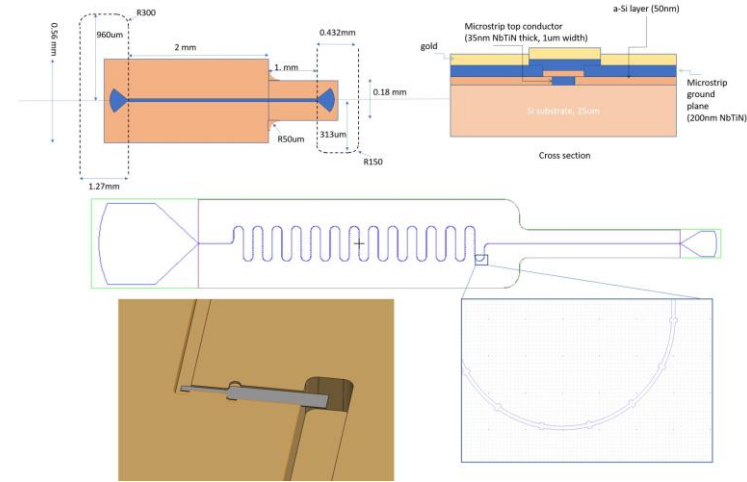 R300
960um
2 mm
0.432mm
1. mm
0.56 mm
0.18 mm
313um
R50um
R150
1.27mm
a-Si layer (50nm)
Microstrip top conductor
(35nm NbTiN thick, 1um width)
gold
Microstrip
ground
plane
(200nm NbTiN)
Si substrate, 25um
Cross section